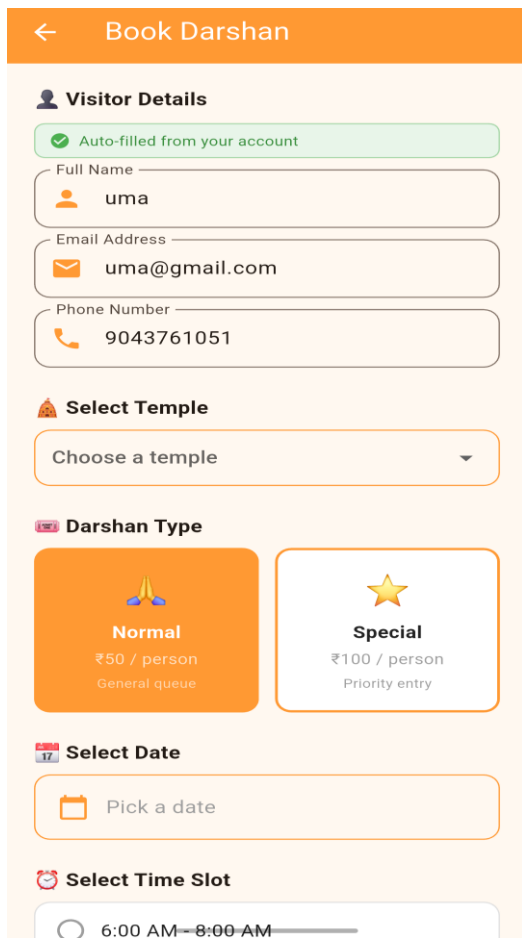 Book Darshan
Visitor Details
Auto-filled from your account
Full Name
uma
Email Address
uma@gmail.com
Phone Number
9043761051
Select Temple
Choose a temple
Darshan Type
Normal
₹50 / person
General queue
Special
₹100 / person
Priority entry
17 Select Date
Pick a date
Select Time Slot
6:00 AM - 8:00 AM